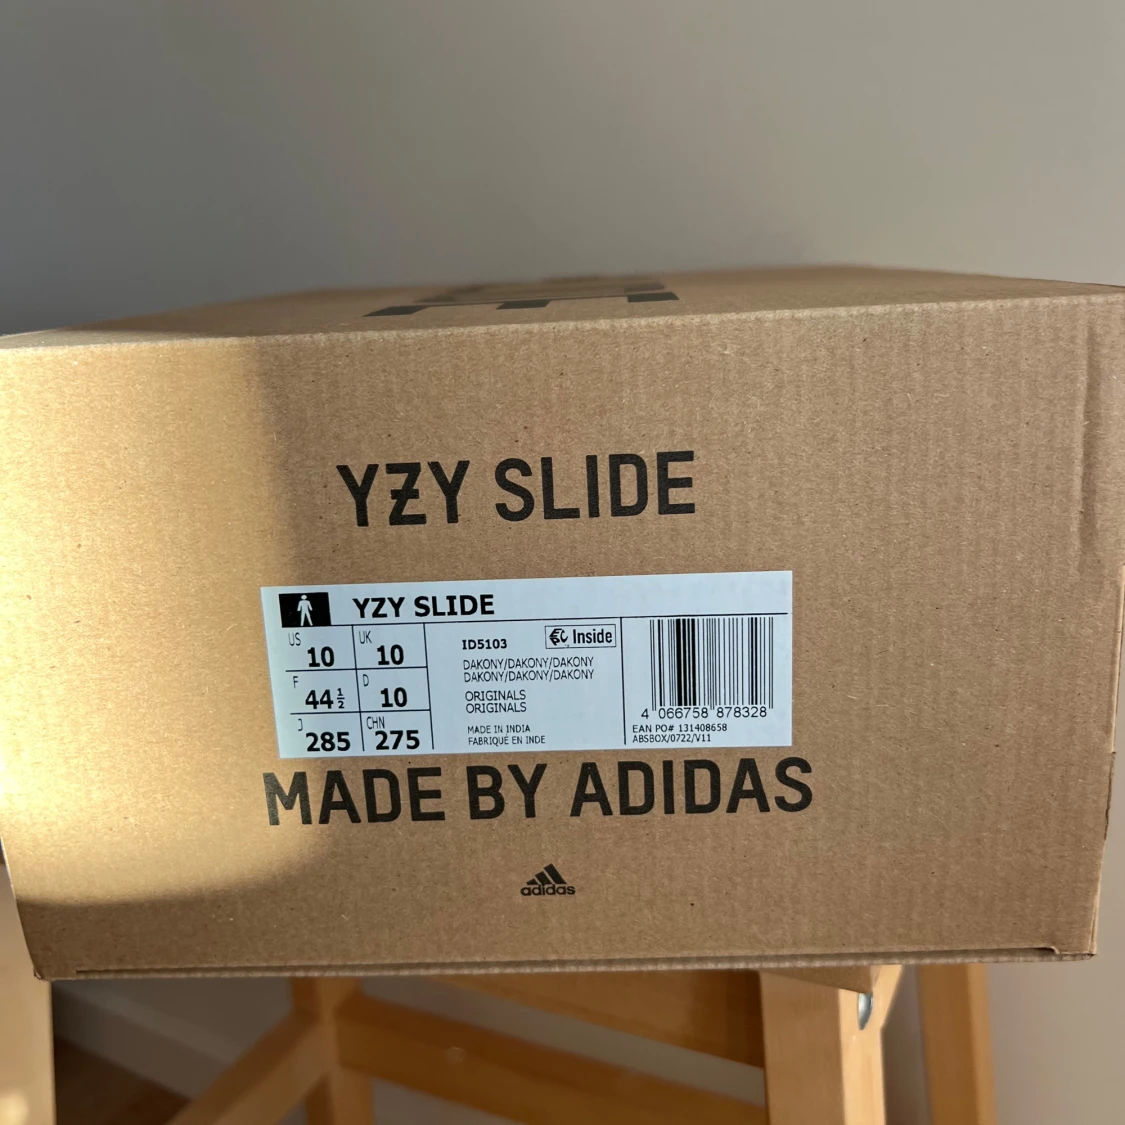 YZY SLIDE
YZY SLIDE
US 10 UK 10
F 44½ D 10
J 285 CHN 275
ID5103
Inside
DAKONY/DAKONY/DAKONY
DAKONY/DAKONY/DAKONY
ORIGINALS
ORIGINALS
MADE IN INDIA
FABRIQUÉ EN INDE
4 066758 878328
EAN PO# 131408658
ABSBOX/0722/V11
MADE BY ADIDAS
adidas